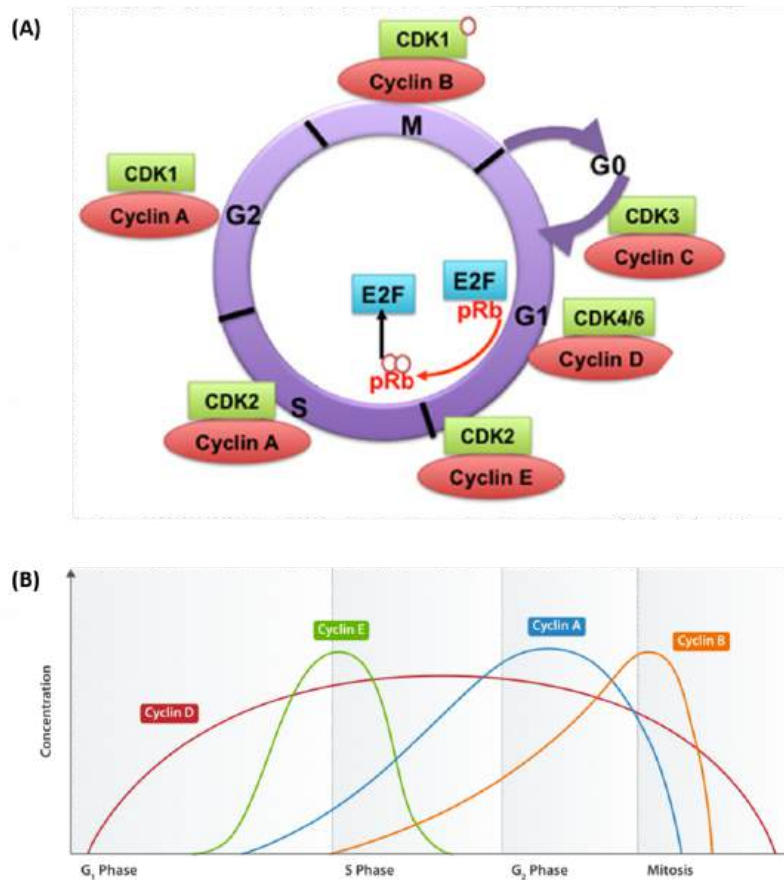 (A)
CDK1
Cyclin B
M
G0
CDK1
Cyclin A
G2
CDK3
Cyclin C
E2F
E2F
pRb
G1
CDK4/6
Cyclin D
pRb
CDK2
Cyclin A
S
CDK2
Cyclin E
(B)
Concentration
Cyclin D
Cyclin E
Cyclin A
Cyclin B
G₁ Phase
S Phase
G₂ Phase
Mitosis